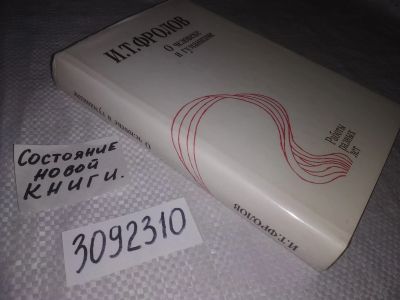 И.Т.ФРОЛОВ
О человеке
и гуманизме
Работы
разных
лет
О человеке и гуманизме
И.Т.ФРОЛОВ
Состояние
новой
книги.
3092310